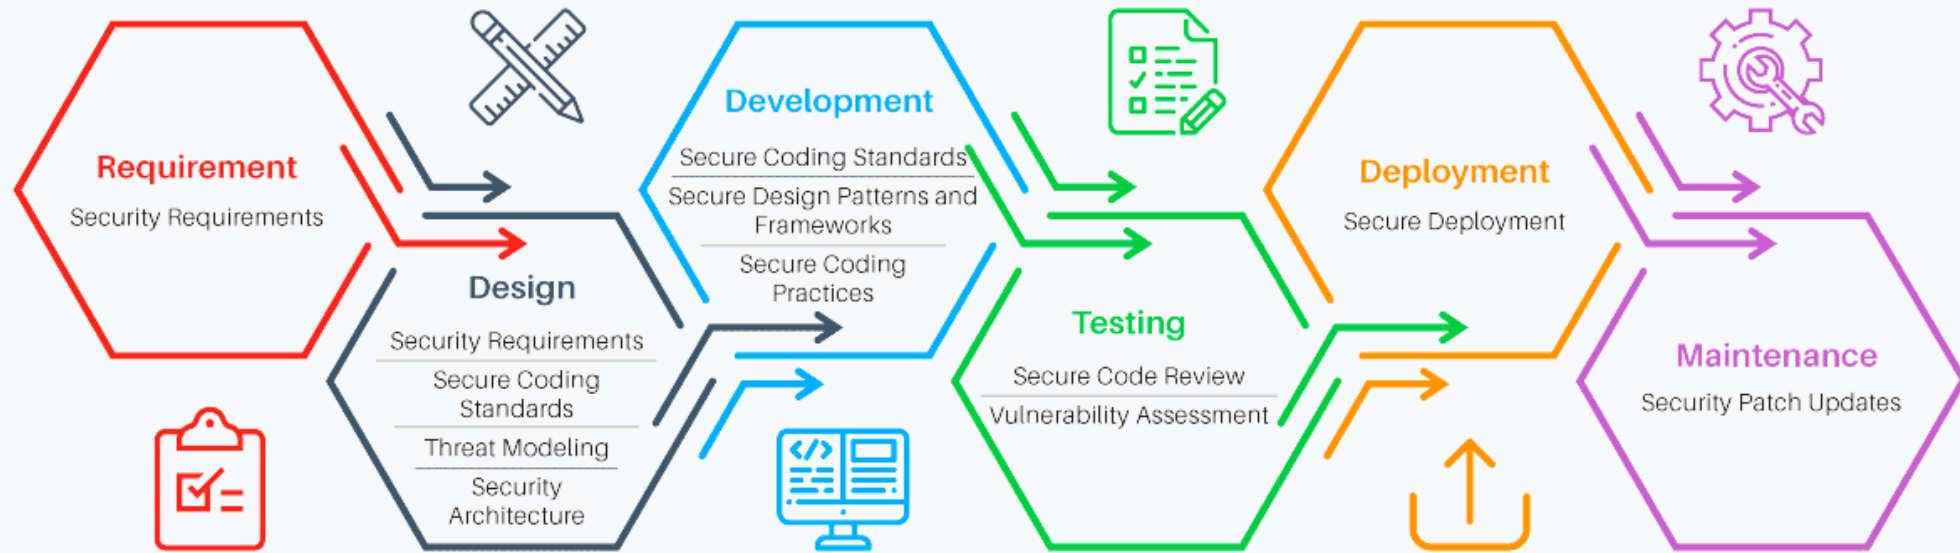 Requirement
Security Requirements
Design
Security Requirements
Secure Coding
Standards
Threat Modeling
Security
Architecture
Development
Secure Coding Standards
Secure Design Patterns and
Frameworks
Secure Coding
Practices
Testing
Secure Code Review
Vulnerability Assessment
Deployment
Secure Deployment
Maintenance
Security Patch Updates